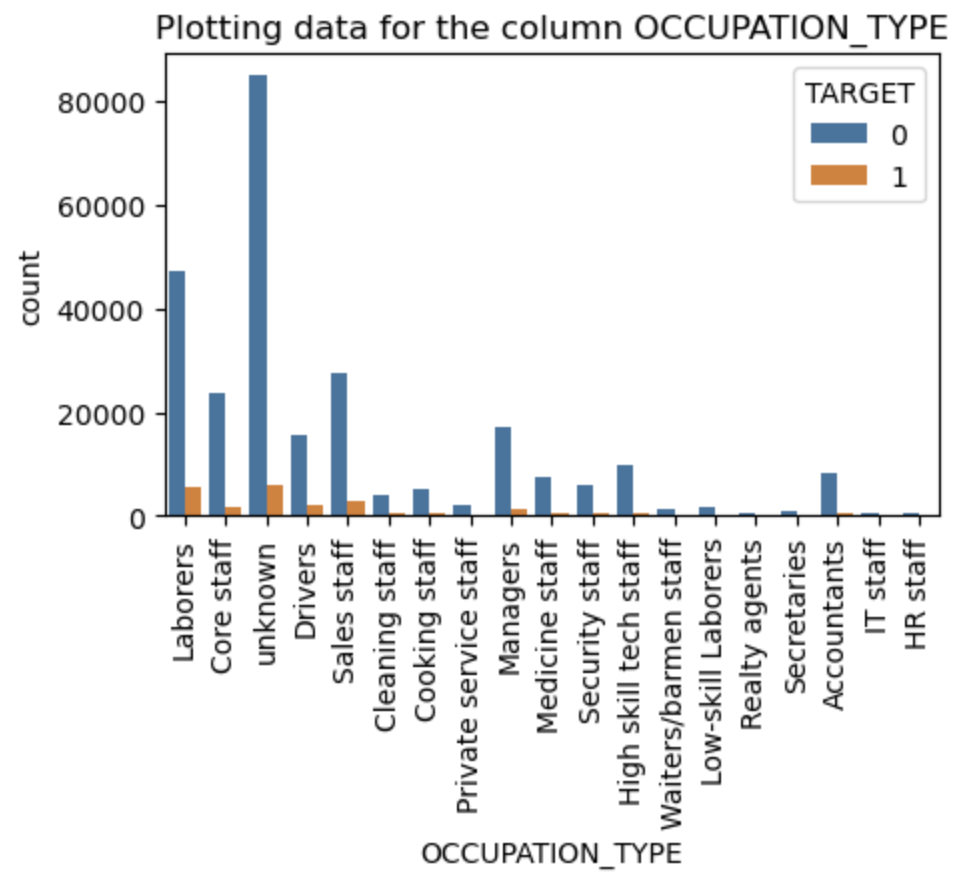 Plotting data for the column OCCUPATION_TYPE
TARGET
0
1
80000
60000
40000
20000
0
count
Laborers
Core staff
unknown
Drivers
Sales staff
Cleaning staff
Cooking staff
Private service staff
Managers
Medicine staff
Security staff
High skill tech staff
Waiters/barmen staff
Low-skill Laborers
Realty agents
Secretaries
Accountants
IT staff
HR staff
OCCUPATION_TYPE